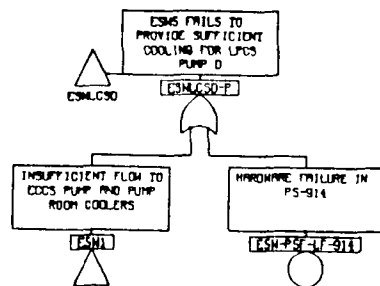 ESWS FAILS TO
PROVIDE SUFFICIENT
COOLING FOR LPCS
PUMP D
ESWLCSD
ESWLCSD-P
INSUFFICIENT FLOW TO
ECCS PUMP AND PUMP
ROOM COOLERS
HARDWARE FAILURE IN
PS-914
ESW1
ESW-PSF-LF-914